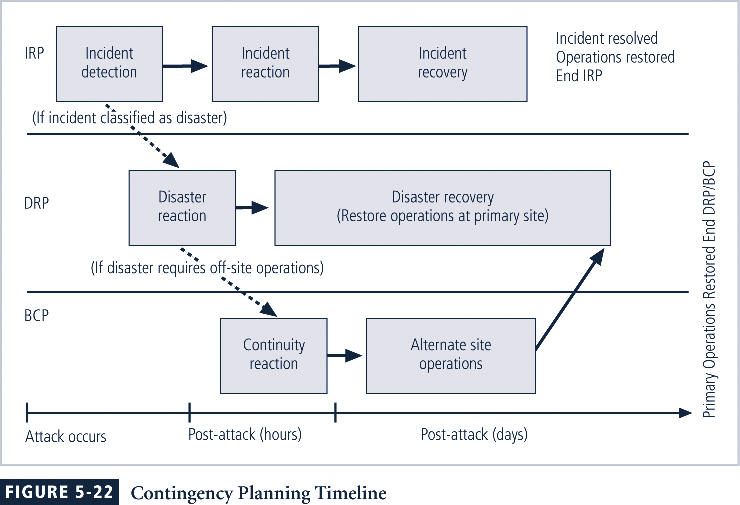 IRP
Incident
detection
Incident
reaction
Incident
recovery
Incident resolved
Operations restored
End IRP
(If incident classified as disaster)
DRP
Disaster
reaction
Disaster recovery
(Restore operations at primary site)
(If disaster requires off-site operations)
BCP
Continuity
reaction
Alternate site
operations
Primary Operations Restored End DRP/BCP
Attack occurs
Post-attack (hours)
Post-attack (days)
FIGURE 5-22 Contingency Planning Timeline